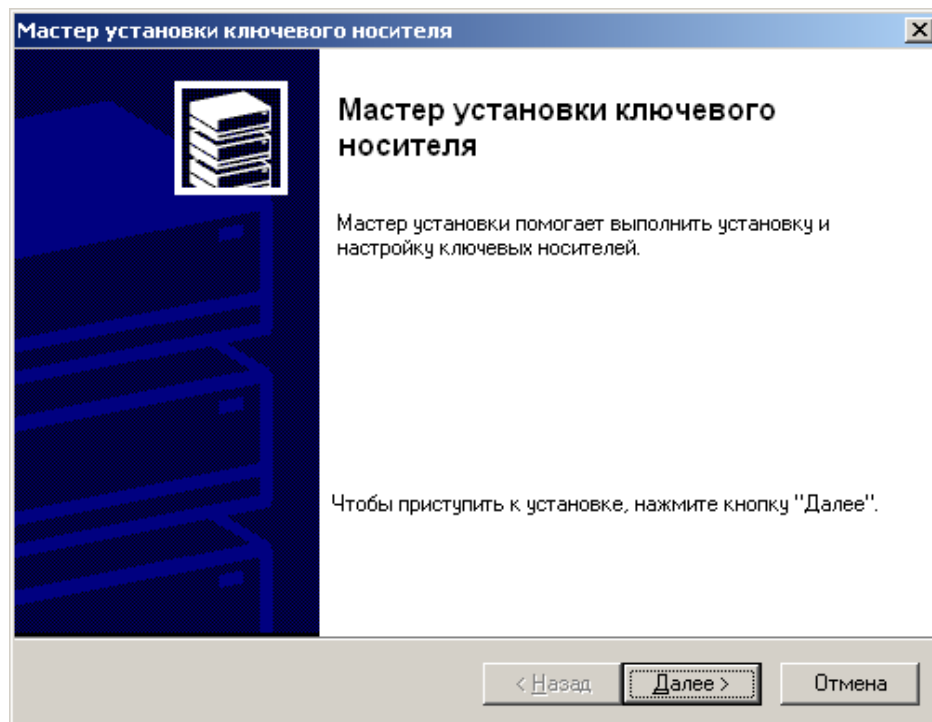 Мастер установки ключевого носителя
Мастер установки ключевого
носителя
Мастер установки помогает выполнить установку и
настройку ключевых носителей.
Чтобы приступить к установке, нажмите кнопку "Далее".
< Назад
Далее >
Отмена